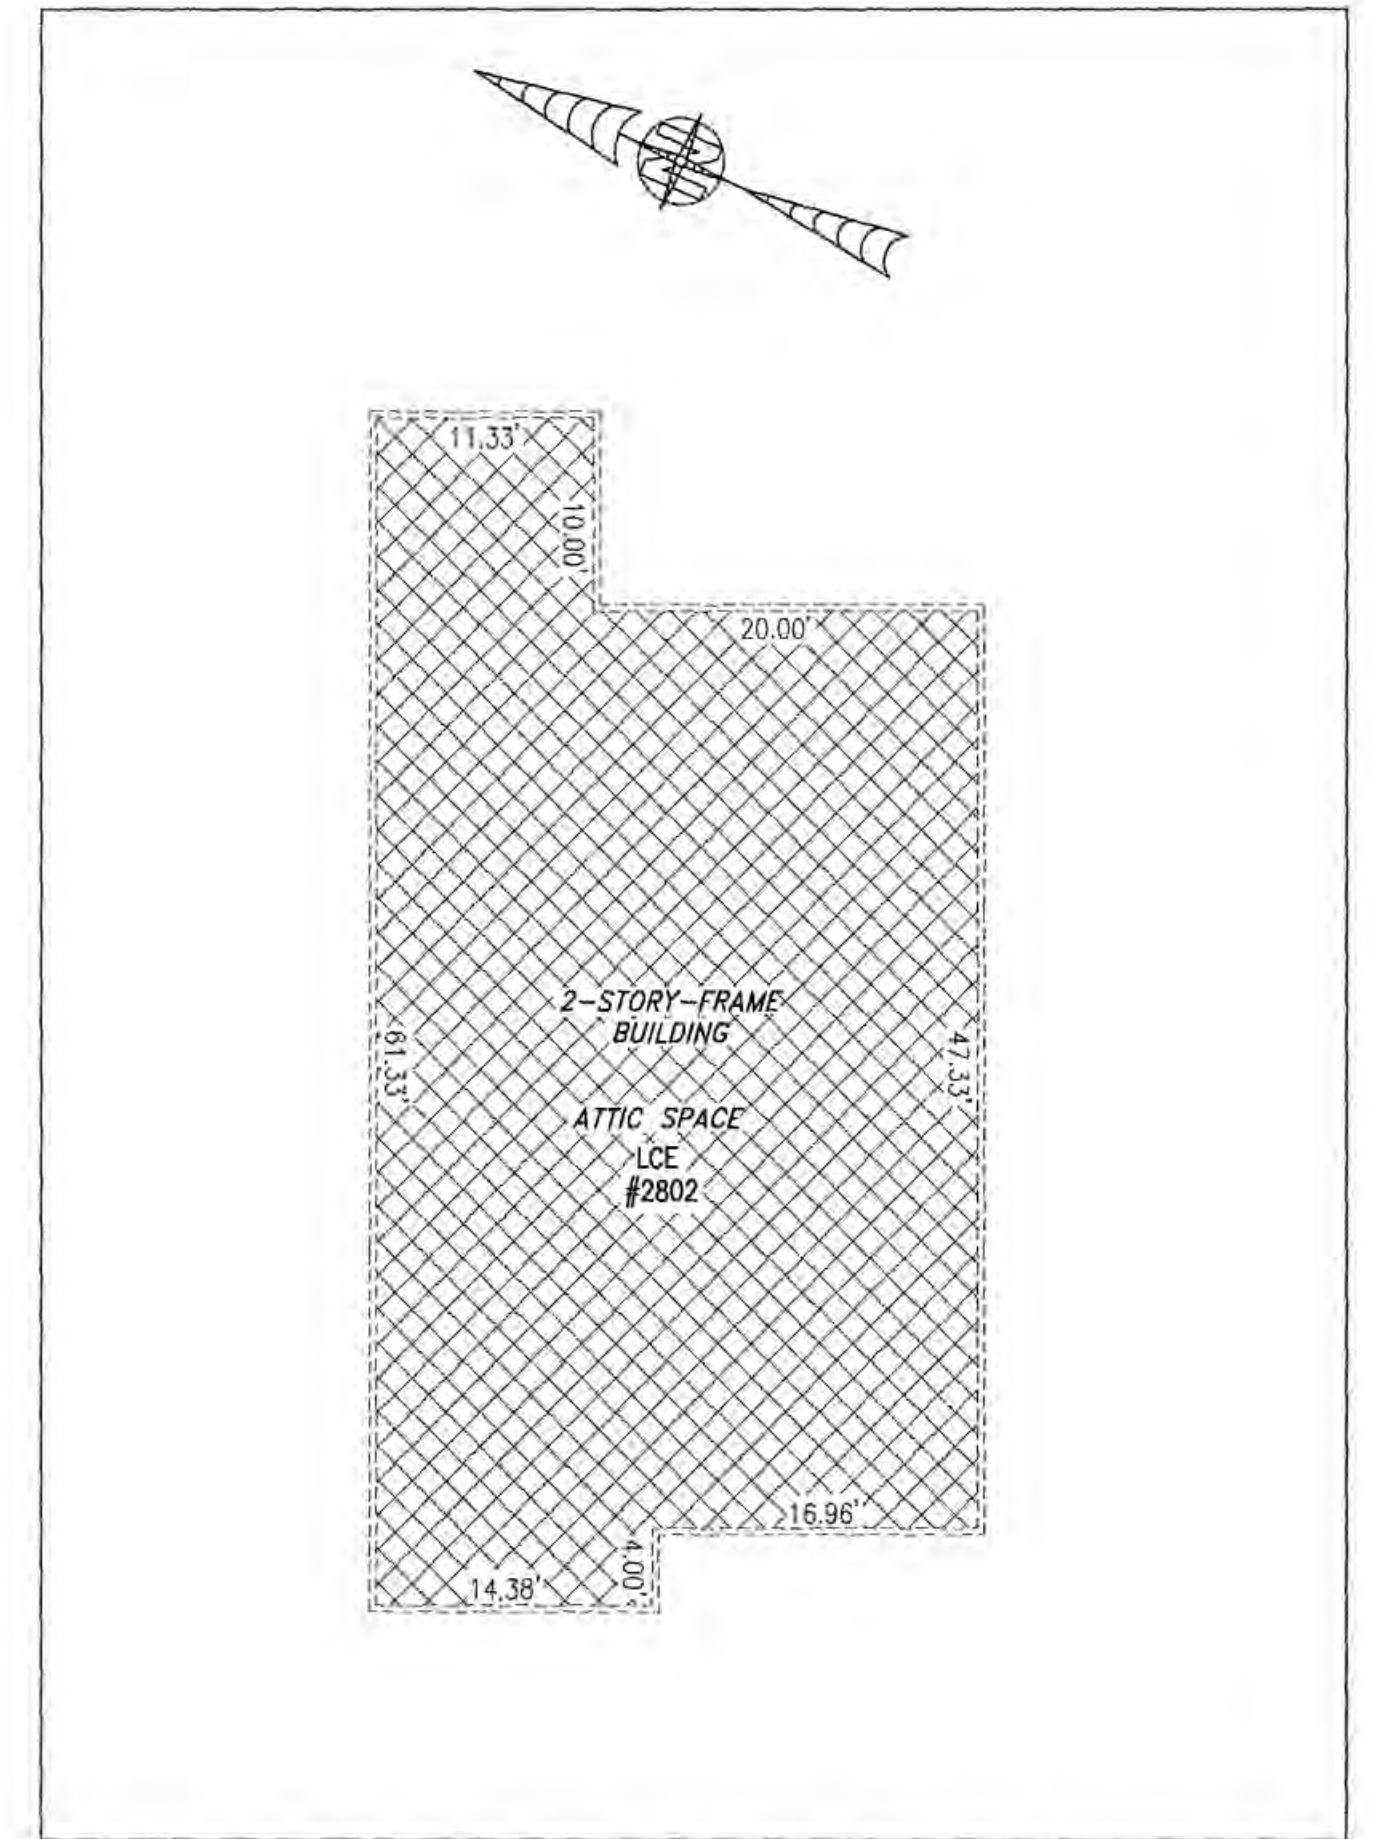 N
11.33'
10.00'
20.00'
2-STORY-FRAME
BUILDING
61.33'
47.33'
ATTIC SPACE
LCE
#2802
16.96'
4.00'
14.38'